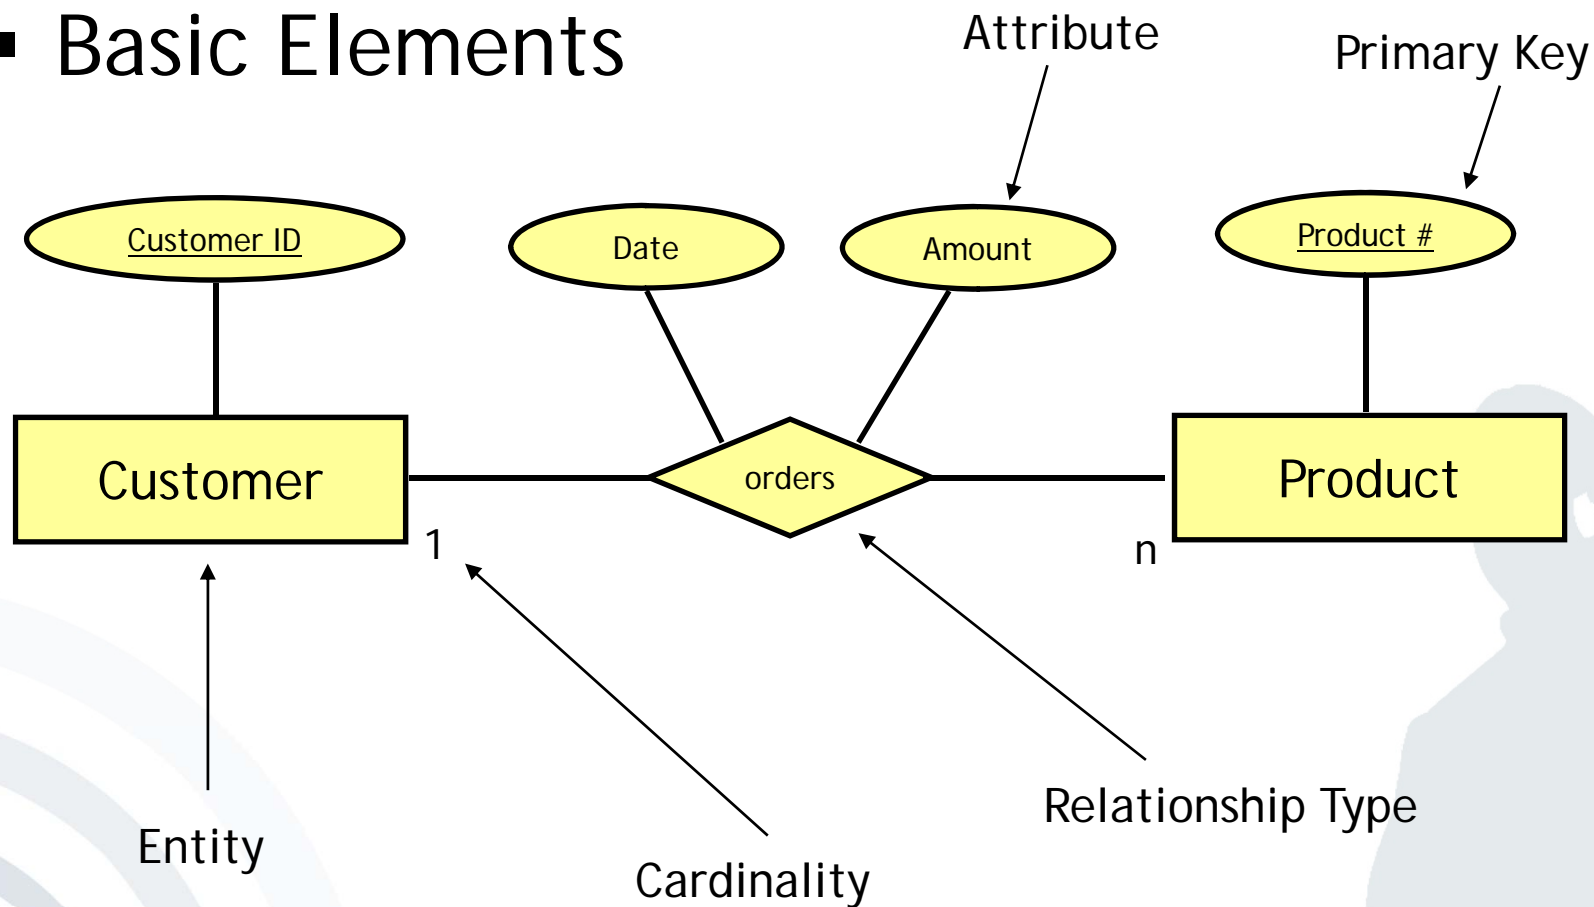 ▪ Basic Elements
Attribute
Primary Key
Customer ID
Date
Amount
Product #
Customer
orders
Product
1
n
Entity
Cardinality
Relationship Type